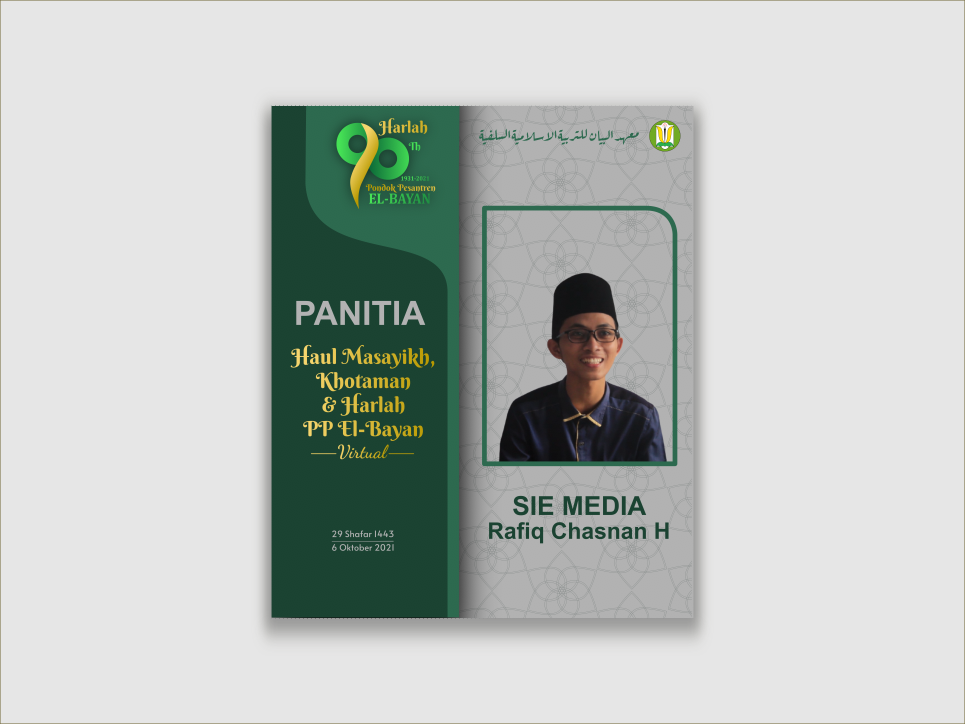 Harlah
90
Th
1931-2021
Pondok Pesantren
EL-BAYAN
PANITIA
Haul Masayikh,
Khotaman
& Harlah
PP El-Bayan
Virtual
29 Shafar 1443
6 Oktober 2021
معهد البيان للتربية الاسلامية السلفية
SIE MEDIA
Rafiq Chasnan H